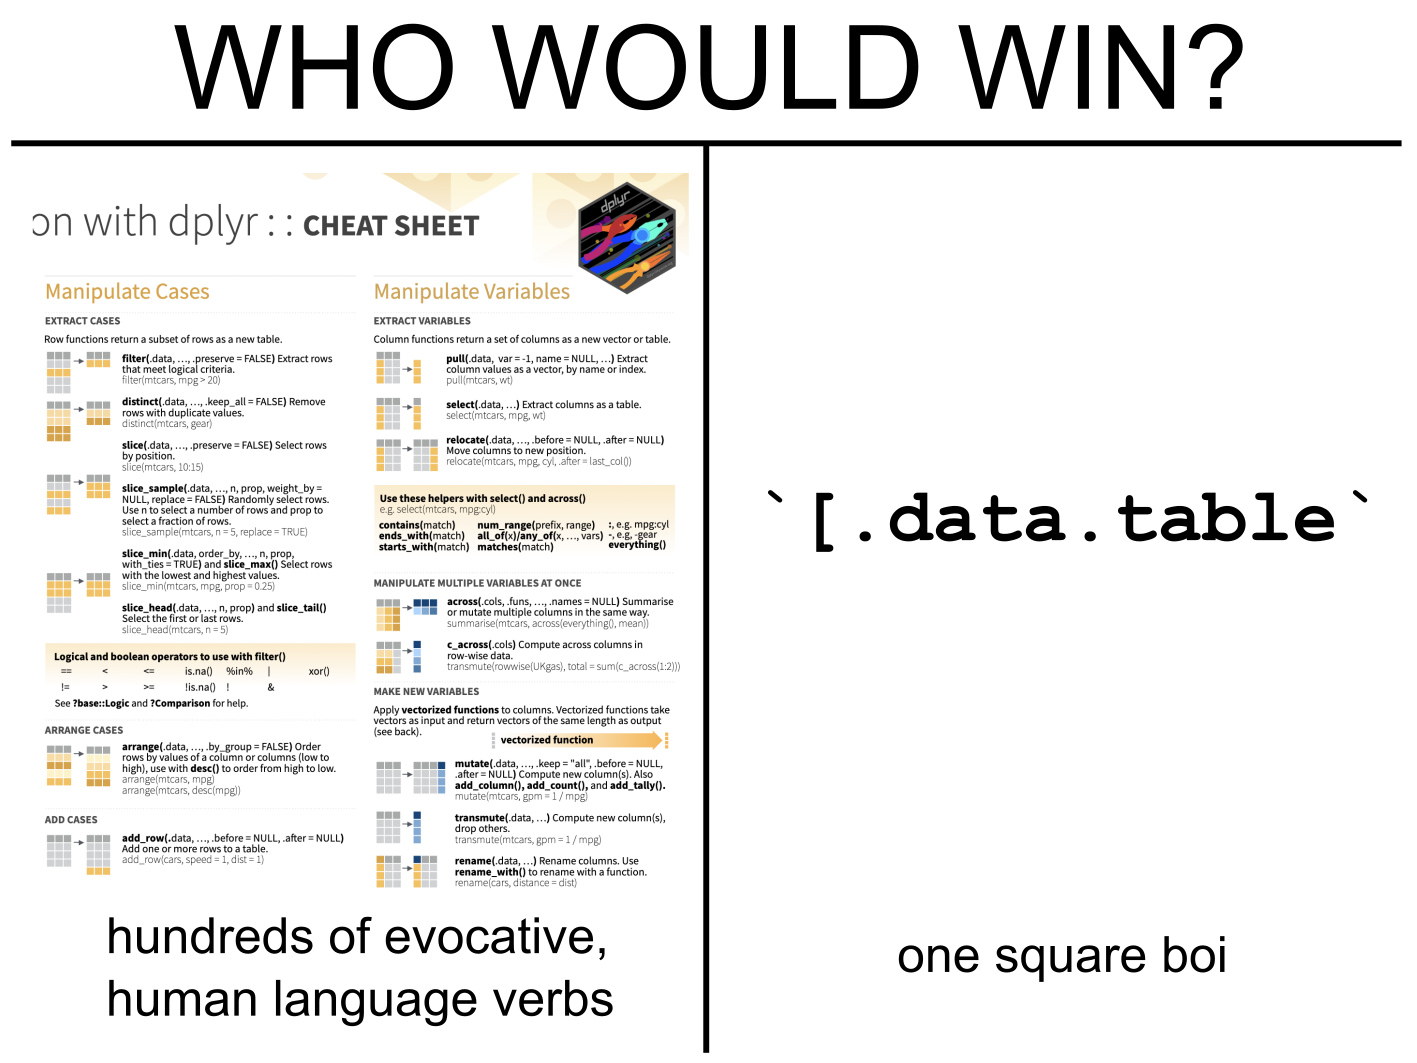 WHO WOULD WIN?
on with dplyr : : CHEAT SHEET
dplyr
Manipulate Cases
EXTRACT CASES
Row functions return a subset of rows as a new table.
filter(.data, …, .preserve = FALSE) Extract rows
that meet logical criteria.
filter(mtcars, mpg > 20)
distinct(.data, …, .keep_all = FALSE) Remove
rows with duplicate values.
distinct(mtcars, gear)
slice(.data, …, .preserve = FALSE) Select rows
by position.
slice(mtcars, 10:15)
slice_sample(.data, …, n, prop, weight_by =
NULL, replace = FALSE) Randomly select rows.
Use n to select a number of rows and prop to
select a fraction of rows.
slice_sample(mtcars, n = 5, replace = TRUE)
slice_min(.data, order_by, …, n, prop,
with_ties = TRUE) and slice_max() Select rows
with the lowest and highest values.
slice_min(mtcars, mpg, prop = 0.25)
slice_head(.data, …, n, prop) and slice_tail()
Select the first or last rows.
slice_head(mtcars, n = 5)
Logical and boolean operators to use with filter()
== < <= is.na() %in% | xor()
!= > >= !is.na() ! &
See ?base::Logic and ?Comparison for help.
ARRANGE CASES
arrange(.data, …, .by_group = FALSE) Order
rows by values of a column or columns (low to
high), use with desc() to order from high to low.
arrange(mtcars, mpg)
arrange(mtcars, desc(mpg))
ADD CASES
add_row(.data, …, .before = NULL, .after = NULL)
Add one or more rows to a table.
add_row(cars, speed = 1, dist = 1)
Manipulate Variables
EXTRACT VARIABLES
Column functions return a set of columns as a new vector or table.
pull(.data, var = -1, name = NULL, …) Extract
column values as a vector, by name or index.
pull(mtcars, wt)
select(.data, …) Extract columns as a table.
select(mtcars, mpg, wt)
relocate(.data, …, .before = NULL, .after = NULL)
Move columns to new position.
relocate(mtcars, mpg, cyl, .after = last_col())
Use these helpers with select() and across()
e.g. select(mtcars, mpg:cyl)
contains(match) num_range(prefix, range) :, e.g. mpg:cyl
ends_with(match) all_of(x)/any_of(x, …, vars) -, e.g, -gear
starts_with(match) matches(match) everything()
MANIPULATE MULTIPLE VARIABLES AT ONCE
across(.cols, .funs, …, .names = NULL) Summarise
or mutate multiple columns in the same way.
summarise(mtcars, across(everything(), mean))
c_across(.cols) Compute across columns in
row-wise data.
transmute(rowwise(UKgas), total = sum(c_across(1:2)))
MAKE NEW VARIABLES
Apply vectorized functions to columns. Vectorized functions take
vectors as input and return vectors of the same length as output
(see back).
vectorized function
mutate(.data, …, .keep = "all", .before = NULL,
.after = NULL) Compute new column(s). Also
add_column(), add_count(), and add_tally().
mutate(mtcars, gpm = 1 / mpg)
transmute(.data, …) Compute new column(s),
drop others.
transmute(mtcars, gpm = 1 / mpg)
rename(.data, …) Rename columns. Use
rename_with() to rename with a function.
rename(cars, distance = dist)
hundreds of evocative,
human language verbs
`[.data.table`
one square boi